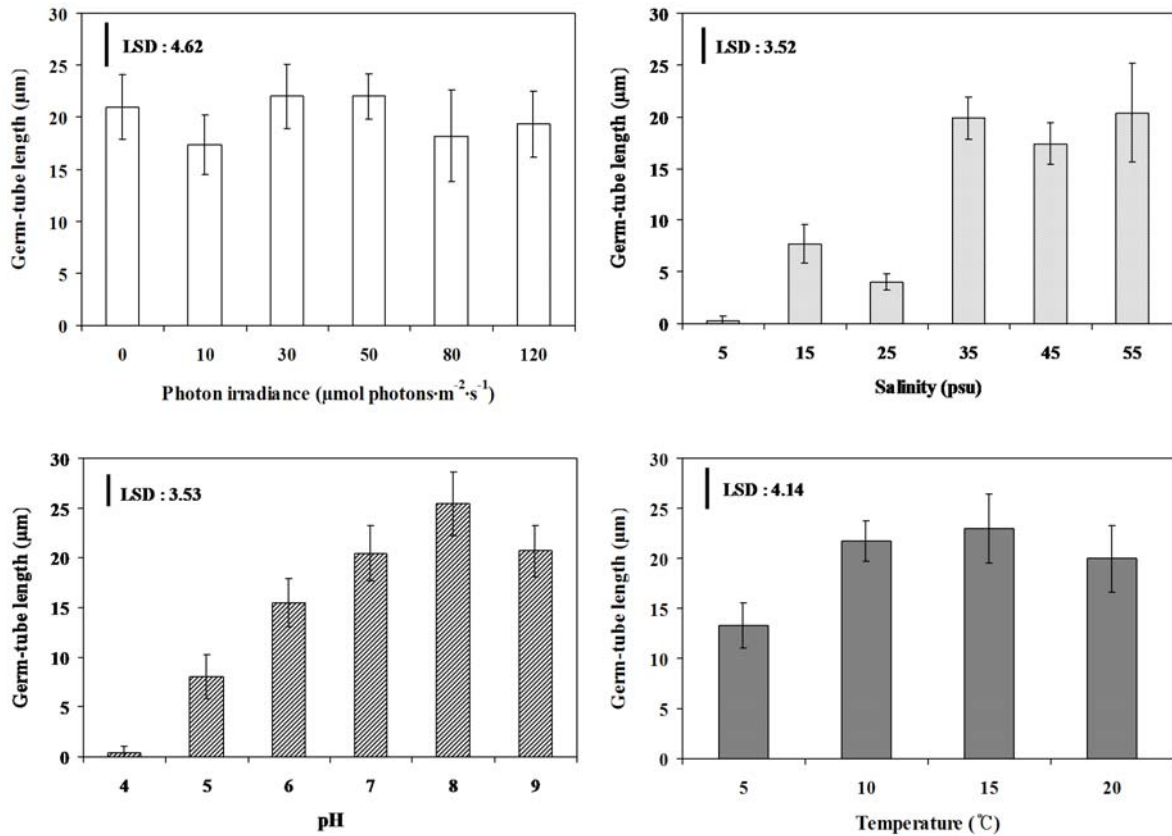 30
25
20
15
10
5
0
Germ-tube length (μm)
LSD : 4.62
0 10 30 50 80 120
Photon irradiance (μmol photons·m⁻²·s⁻¹)
30
25
20
15
10
5
0
Germ-tube length (μm)
LSD : 3.52
5 15 25 35 45 55
Salinity (psu)
30
25
20
15
10
5
0
Germ-tube length (μm)
LSD : 3.53
4 5 6 7 8 9
pH
30
25
20
15
10
5
0
Germ-tube length (μm)
LSD : 4.14
5 10 15 20
Temperature (℃)